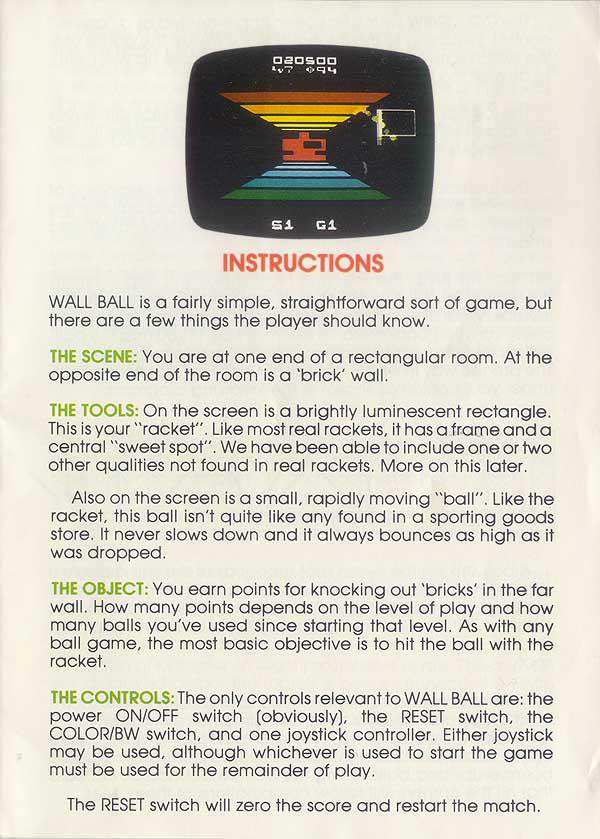 020500
47 94
S1 G1
INSTRUCTIONS
WALL BALL is a fairly simple, straightforward sort of game, but
there are a few things the player should know.
THE SCENE: You are at one end of a rectangular room. At the
opposite end of the room is a 'brick' wall.
THE TOOLS: On the screen is a brightly luminescent rectangle.
This is your "racket". Like most real rackets, it has a frame and a
central "sweet spot". We have been able to include one or two
other qualities not found in real rackets. More on this later.
Also on the screen is a small, rapidly moving "ball". Like the
racket, this ball isn't quite like any found in a sporting goods
store. It never slows down and it always bounces as high as it
was dropped.
THE OBJECT: You earn points for knocking out 'bricks' in the far
wall. How many points depends on the level of play and how
many balls you've used since starting that level. As with any
ball game, the most basic objective is to hit the ball with the
racket.
THE CONTROLS: The only controls relevant to WALL BALL are: the
power ON/OFF switch (obviously), the RESET switch, the
COLOR/BW switch, and one joystick controller. Either joystick
may be used, although whichever is used to start the game
must be used for the remainder of play.
The RESET switch will zero the score and restart the match.